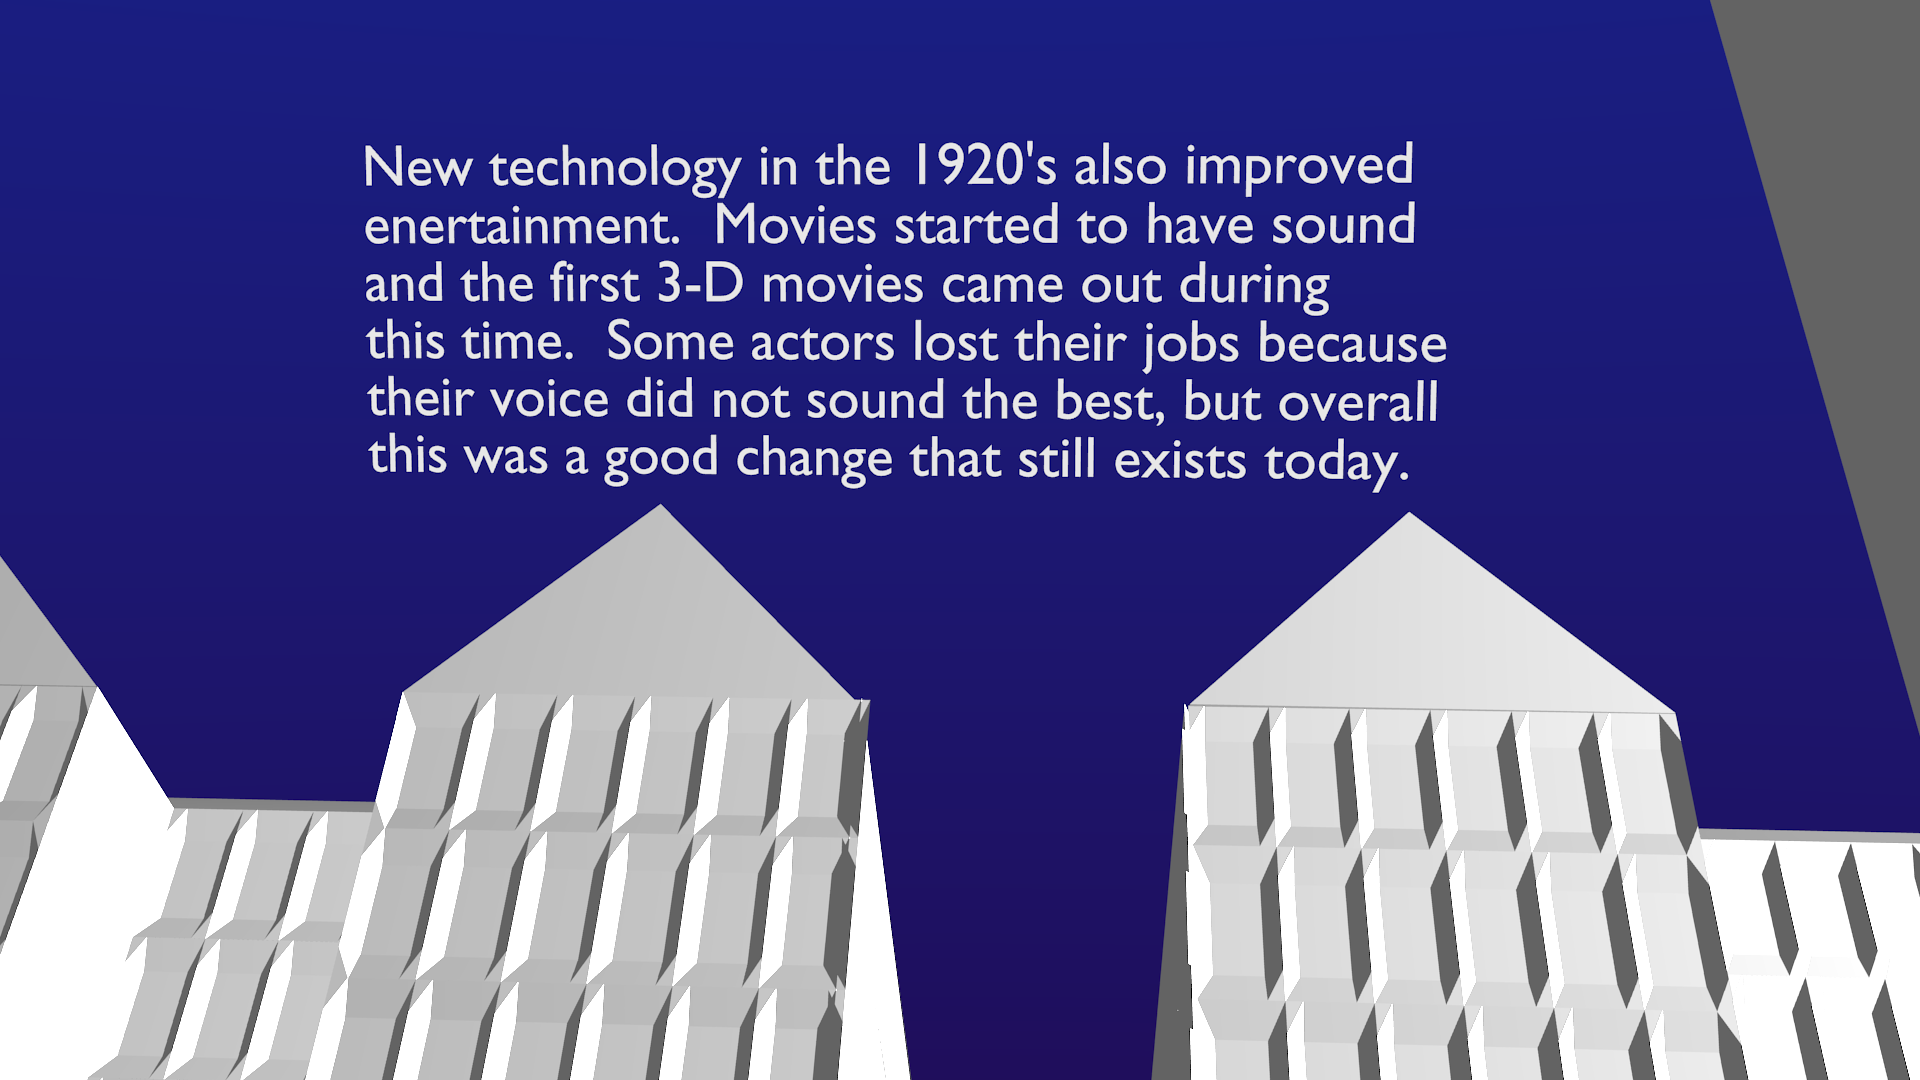 New technology in the 1920's also improved
enertainment.  Movies started to have sound
and the first 3-D movies came out during
this time.  Some actors lost their jobs because
their voice did not sound the best, but overall
this was a good change that still exists today.